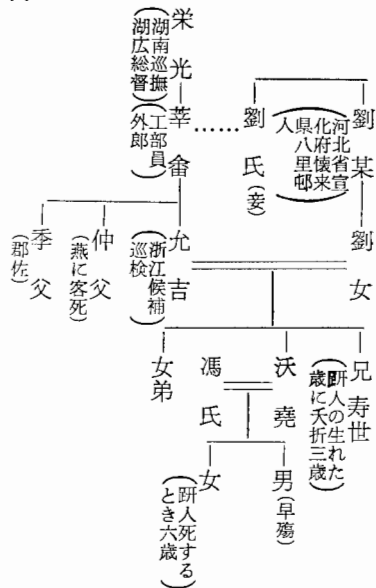 劉某
(河北省宣
化府懐来
県八里邨
人)
劉女
劉氏(妾)
栄光
(湖南巡撫
湖広総督)
莘畲
(工部員
外郎)
允吉
(浙江候補
巡検)
仲父
(燕に客死)
季父
(郡佐)
兄寿世
(趼人の生れた
歳に夭折三歳)
沃堯
馮氏
女弟
男(早殤)
女
(趼人死する
とき六歳)